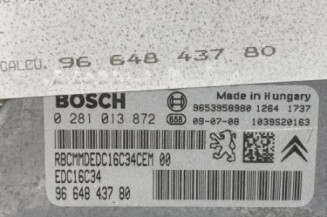 CALCU. 96 648 437 80
BOSCH
Made in Hungary
9653958980 1264 1737
0 281 013 872
656 09-07-08 1039S20163
RBCMMDEDC16C34CEM 00
EDC16C34
96 648 437 80